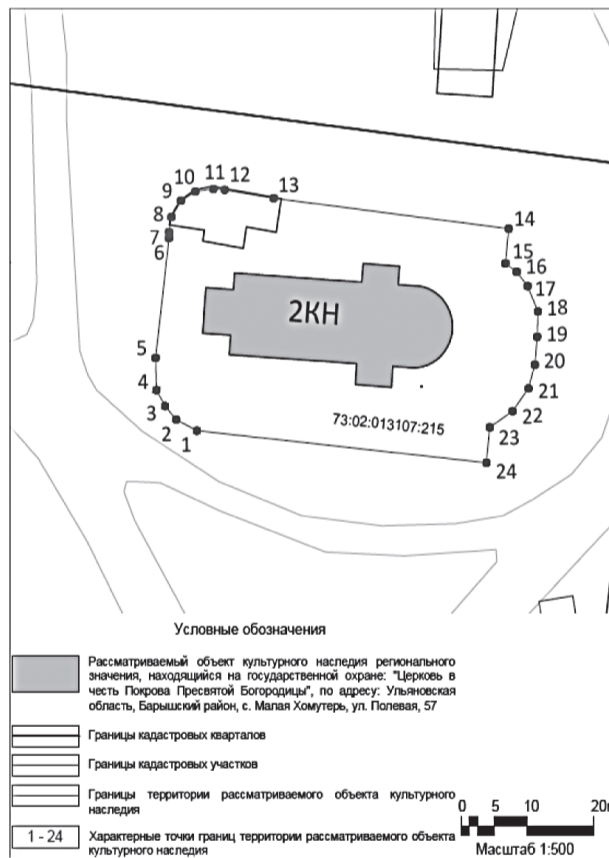 10 11 12
9
13
8
7
6
14
15
16
17
2КН
18
19
5
20
4
21
3
22
73:02:013107:215
2
23
1
24
Условные обозначения
Рассматриваемый объект культурного наследия регионального
значения, находящийся на государственной охране: "Церковь в
честь Покрова Пресвятой Богородицы", по адресу: Ульяновская
область, Барышский район, с. Малая Хомутерь, ул. Полевая, 57
Границы кадастровых кварталов
Границы кадастровых участков
Границы территории рассматриваемого объекта культурного
наследия
0 5 10 20м
1 - 24 Характерные точки границ территории рассматриваемого объекта
культурного наследия
Масштаб 1:500